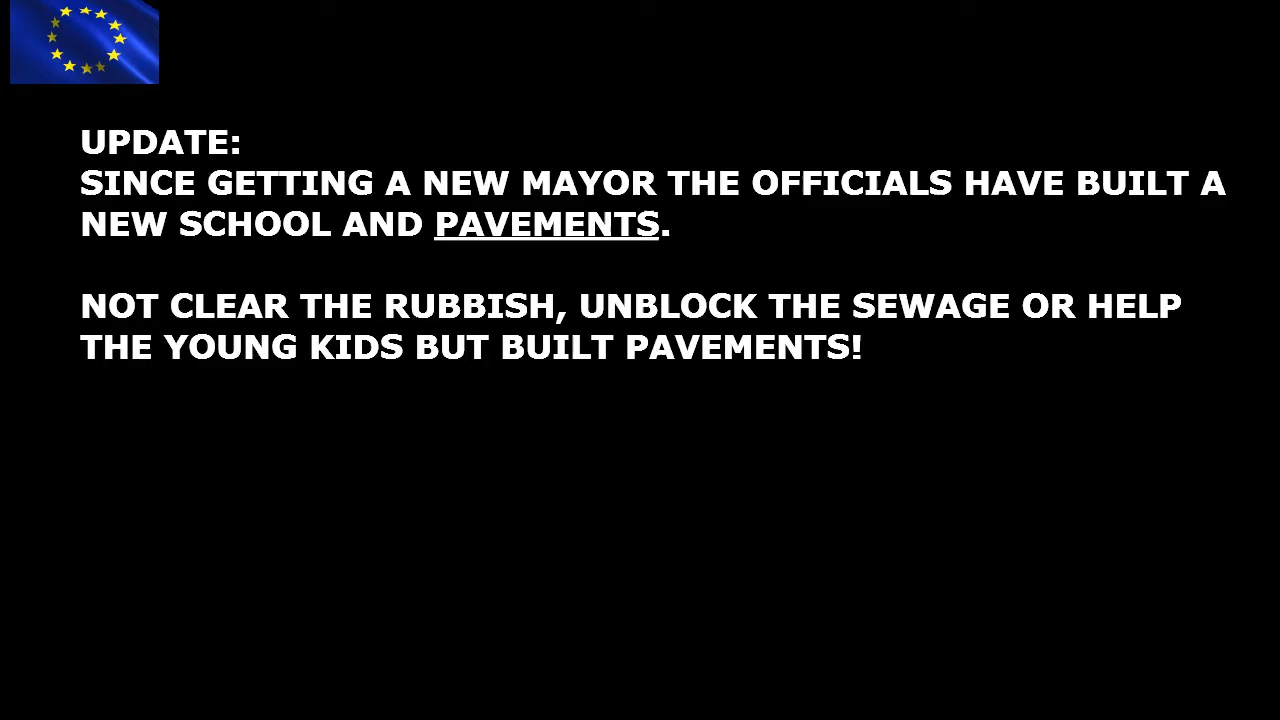 UPDATE:
SINCE GETTING A NEW MAYOR THE OFFICIALS HAVE BUILT A
NEW SCHOOL AND PAVEMENTS.
NOT CLEAR THE RUBBISH, UNBLOCK THE SEWAGE OR HELP
THE YOUNG KIDS BUT BUILT PAVEMENTS!